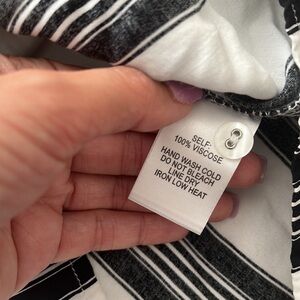 SELF:
100% VISCOSE
HAND WASH COLD
DO NOT BLEACH
LINE DRY
IRON LOW HEAT